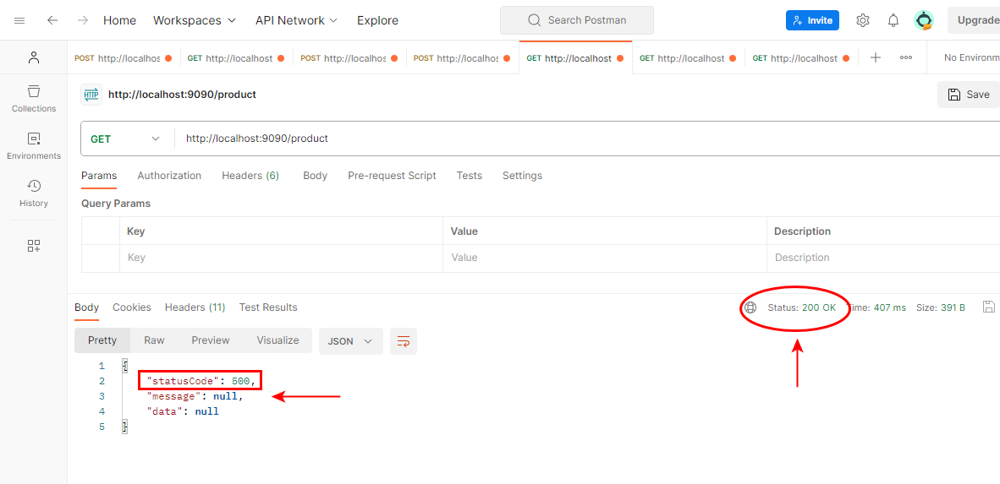 Home Workspaces API Network Explore Search Postman Invite Upgrade
POST http://localhos GET http://localhost POST http://localhos POST http://localhos GET http://localhost GET http://localhost GET http://localhost No Environm
HTTP http://localhost:9090/product Save
Collections
GET http://localhost:9090/product
Environments
Params Authorization Headers (6) Body Pre-request Script Tests Settings
History
Query Params
Key Value Description
Key Value Description
Body Cookies Headers (11) Test Results Status: 200 OK Time: 407 ms Size: 391 B
Pretty Raw Preview Visualize JSON
1 {
2 "statusCode": 500,
3 "message": null,
4 "data": null
5 }